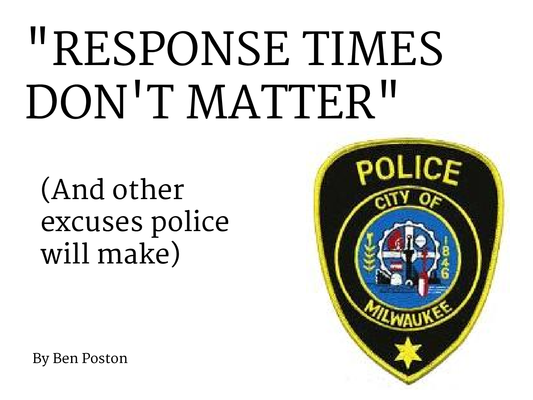 "RESPONSE TIMES
DON'T MATTER"
(And other
excuses police
will make)
POLICE
CITY OF
1846
MILWAUKEE
By Ben Poston